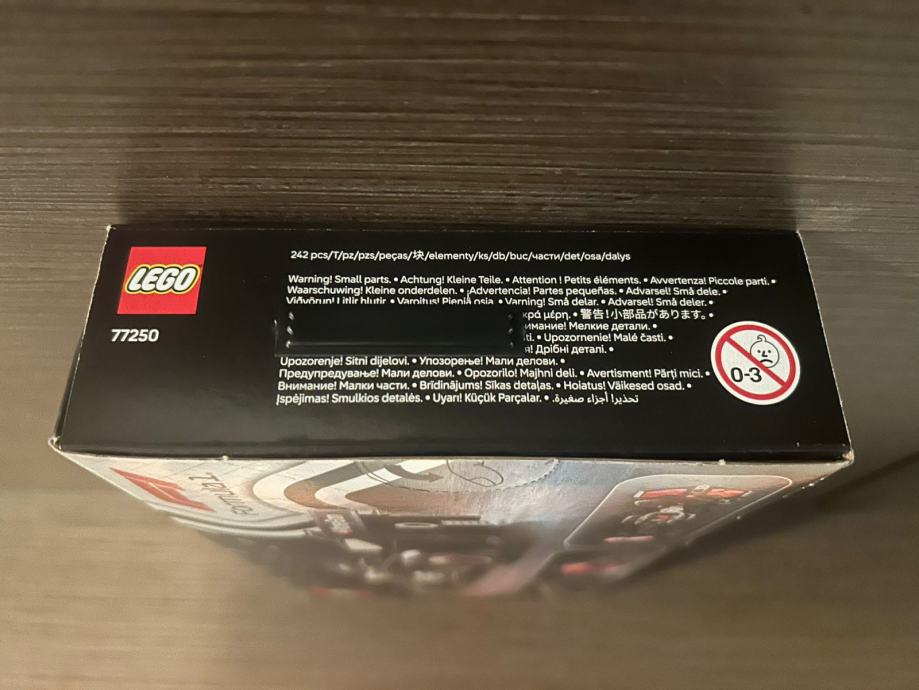 LEGO
77250
242 pcs/T/pz/pzs/peças/块/elementy/ks/db/buc/части/det/osa/dalys
Warning! Small parts. • Achtung! Kleine Teile. • Attention ! Petits éléments. • Avvertenza! Piccole parti. •
Waarschuwing! Kleine onderdelen. • ¡Advertencia! Partes pequeñas. • Advarsel! Små dele. •
Viðvörun! Litlir hlutir. • Varoitus! Pieniä osia. • Varning! Små delar. • Advarsel! Små deler. •
μέρη. • 警告!小部品があります。 •
Мелкие детали. •
• Upozornenie! Malé časti. •
Дрібні деталі. •
Upozorenje! Sitni dijelovi. • Упозорење! Мали делови. •
Предупредување! Мали делови. • Opozorilo! Majhni deli. • Avertisment! Părţi mici. •
Внимание! Малки части. • Brīdinājums! Sīkas detaļas. • Hoiatus! Väikesed osad. •
Įspėjimas! Smulkios detalės. • Uyarı! Küçük Parçalar. • تحذير! أجزاء صغيرة.
0-3